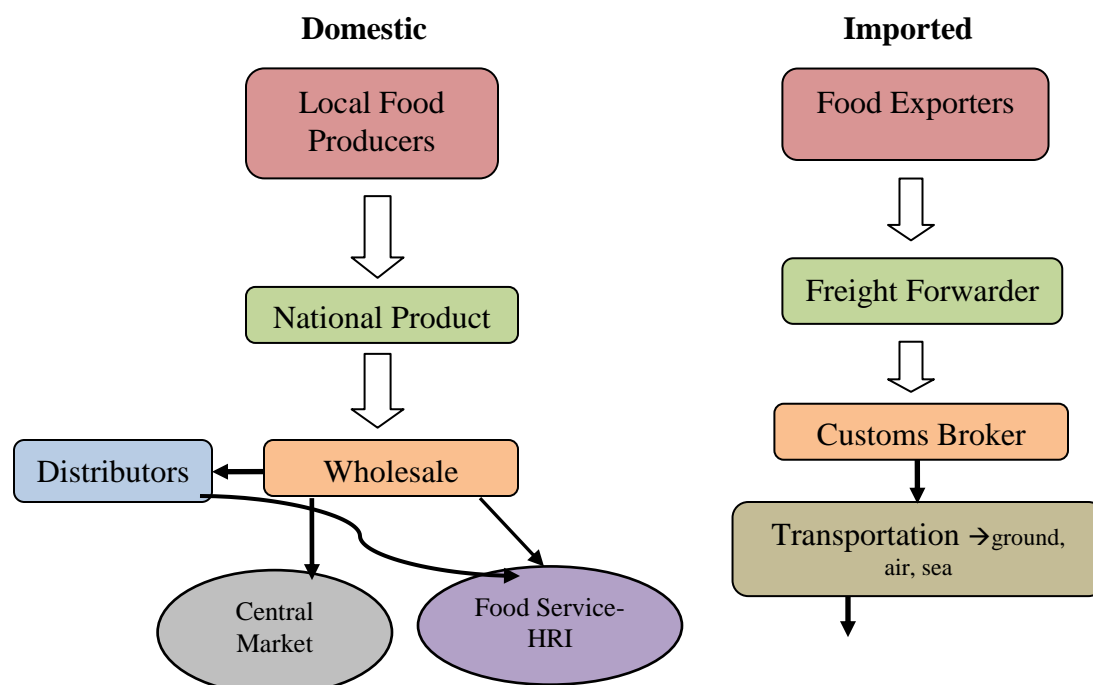 Domestic
Local Food
Producers
National Product
Distributors
Wholesale
Central
Market
Food Service-
HRI
Imported
Food Exporters
Freight Forwarder
Customs Broker
Transportation →ground,
air, sea